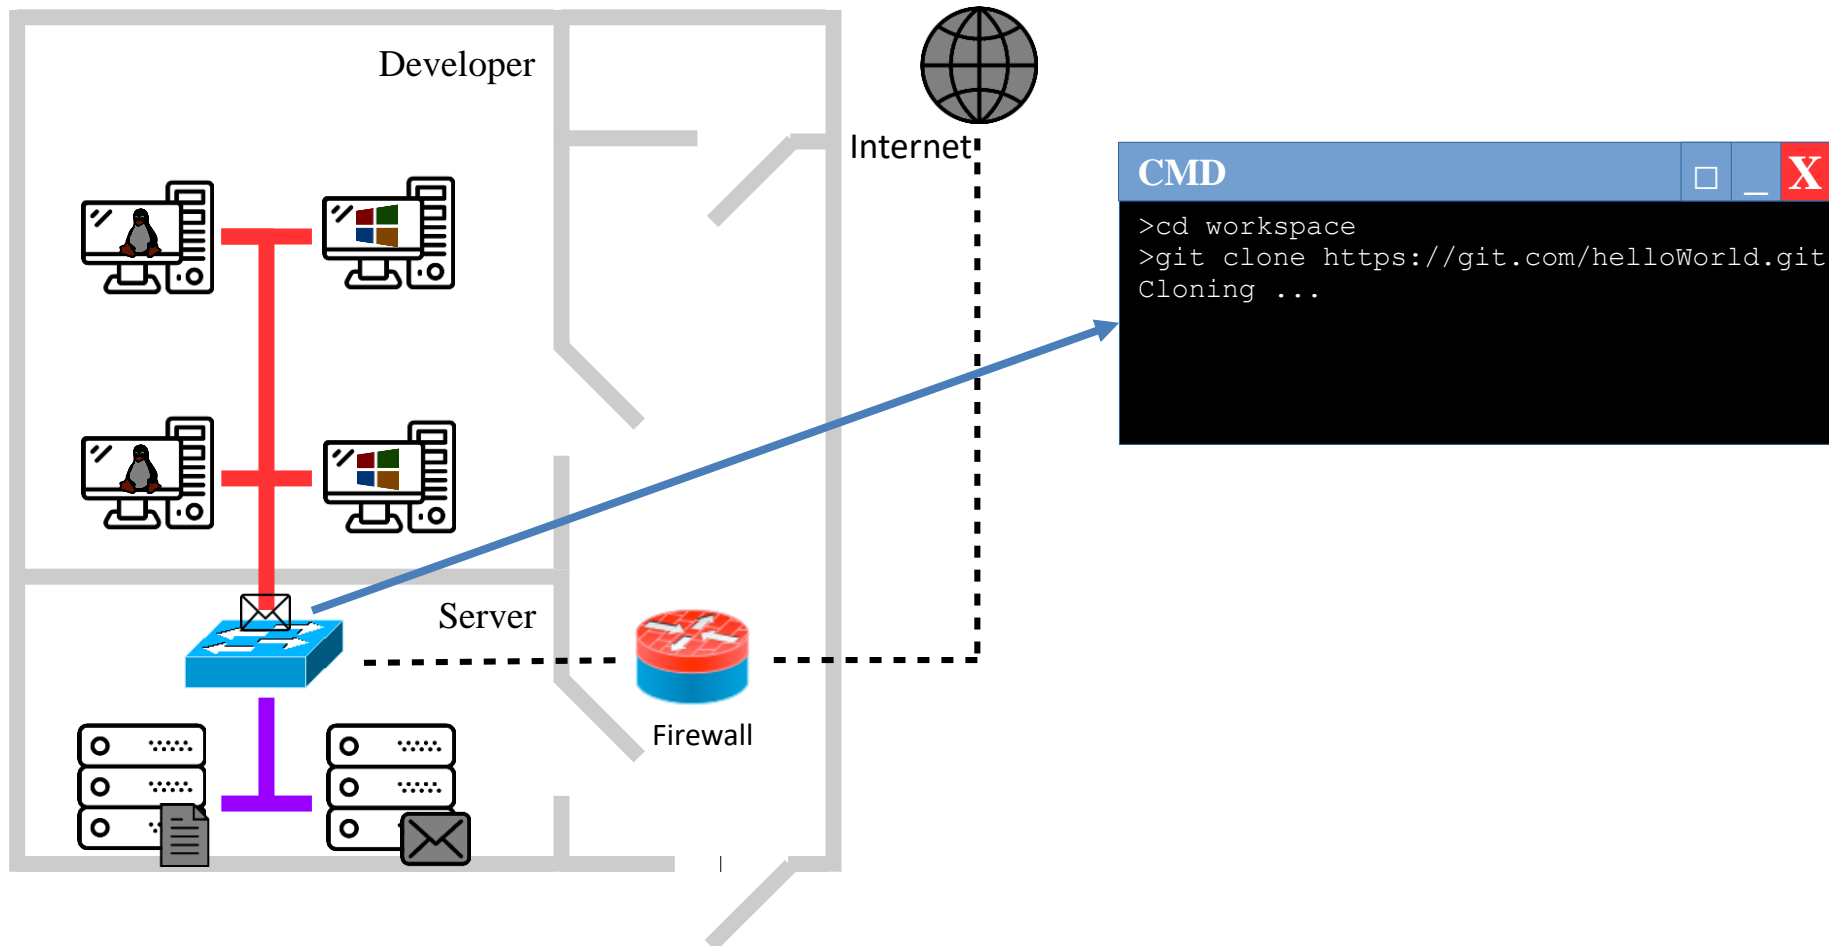 Developer
Internet
CMD
□ _ X
>cd workspace
>git clone https://git.com/helloWorld.git
Cloning ...
Server
Firewall